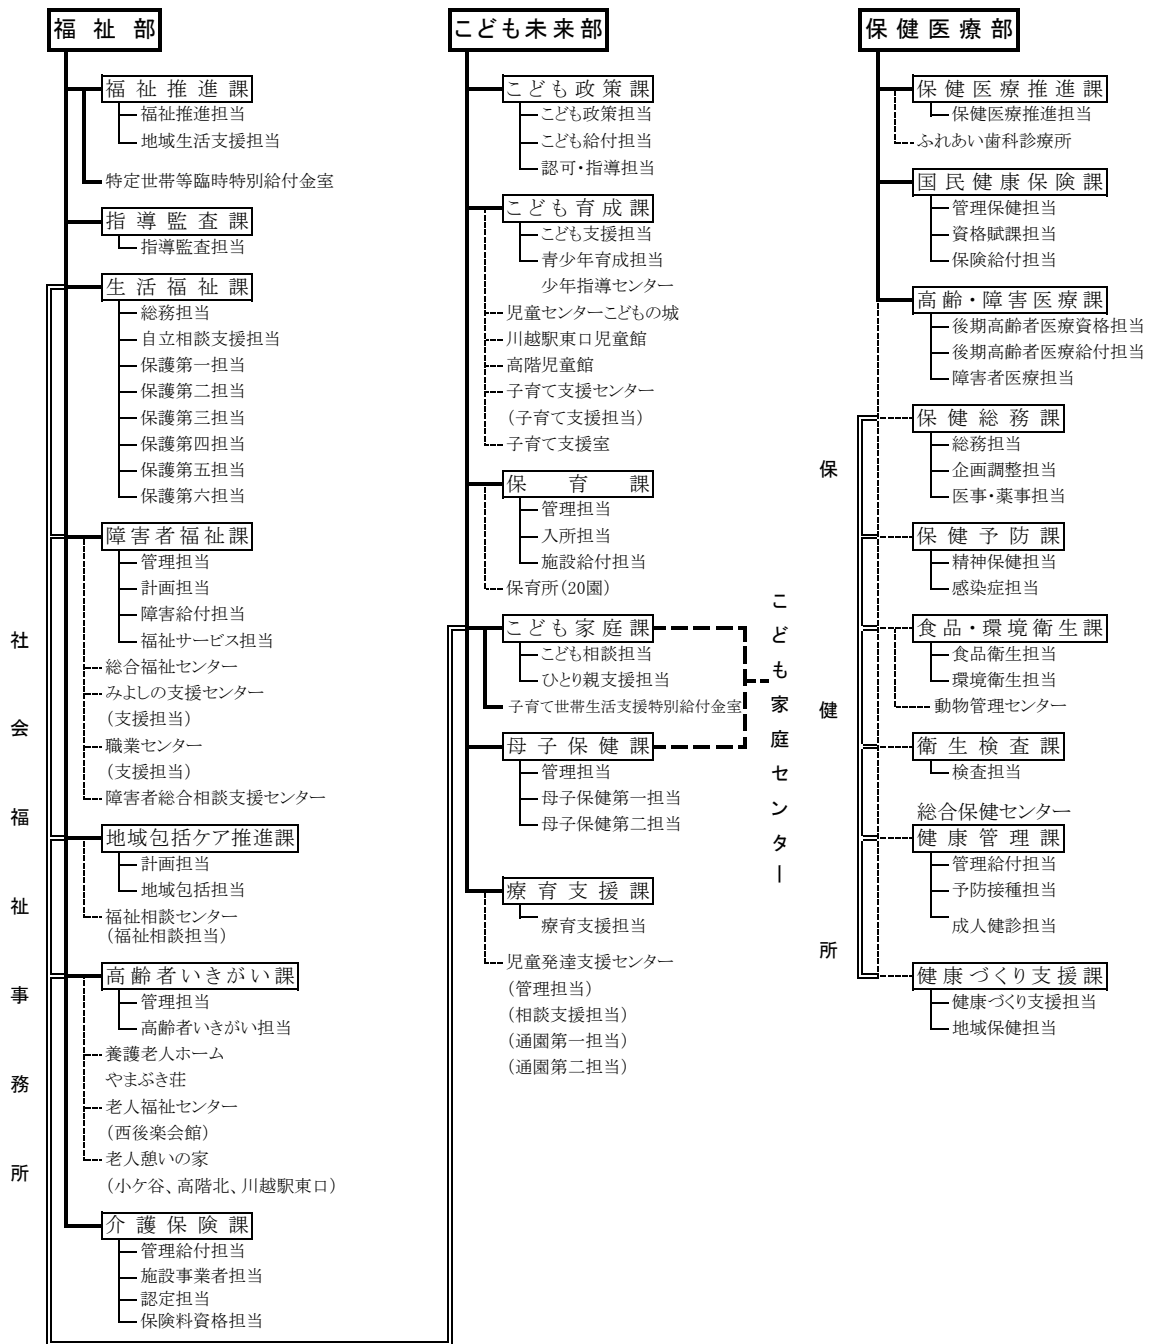 福祉部
福祉推進課
福祉推進担当
地域生活支援担当
特定世帯等臨時特別給付金室
指導監査課
指導監査担当
生活福祉課
総務担当
自立相談支援担当
保護第一担当
保護第二担当
保護第三担当
保護第四担当
保護第五担当
保護第六担当
障害者福祉課
管理担当
計画担当
障害給付担当
福祉サービス担当
総合福祉センター
みよしの支援センター
(支援担当)
職業センター
(支援担当)
障害者総合相談支援センター
地域包括ケア推進課
計画担当
地域包括担当
福祉相談センター
(福祉相談担当)
高齢者いきがい課
管理担当
高齢者いきがい担当
養護老人ホーム
やまぶき荘
老人福祉センター
(西後楽会館)
老人憩いの家
(小ケ谷、高階北、川越駅東口)
介護保険課
管理給付担当
施設事業者担当
認定担当
保険料資格担当
社会福祉事務所
こども未来部
こども政策課
こども政策担当
こども給付担当
認可・指導担当
こども育成課
こども支援担当
青少年育成担当
少年指導センター
児童センターこどもの城
川越駅東口児童館
高階児童館
子育て支援センター
(子育て支援担当)
子育て支援室
保育課
管理担当
入所担当
施設給付担当
保育所(20園)
こども家庭課
こども相談担当
ひとり親支援担当
子育て世帯生活支援特別給付金室
母子保健課
管理担当
母子保健第一担当
母子保健第二担当
療育支援課
療育支援担当
児童発達支援センター
(管理担当)
(相談支援担当)
(通園第一担当)
(通園第二担当)
こども家庭センター
保健医療部
保健医療推進課
保健医療推進担当
ふれあい歯科診療所
国民健康保険課
管理保健担当
資格賦課担当
保険給付担当
高齢・障害医療課
後期高齢者医療資格担当
後期高齢者医療給付担当
障害者医療担当
保健総務課
総務担当
企画調整担当
医事・薬事担当
保健予防課
精神保健担当
感染症担当
食品・環境衛生課
食品衛生担当
環境衛生担当
動物管理センター
衛生検査課
検査担当
総合保健センター
健康管理課
管理給付担当
予防接種担当
成人健診担当
健康づくり支援課
健康づくり支援担当
地域保健担当
保健所